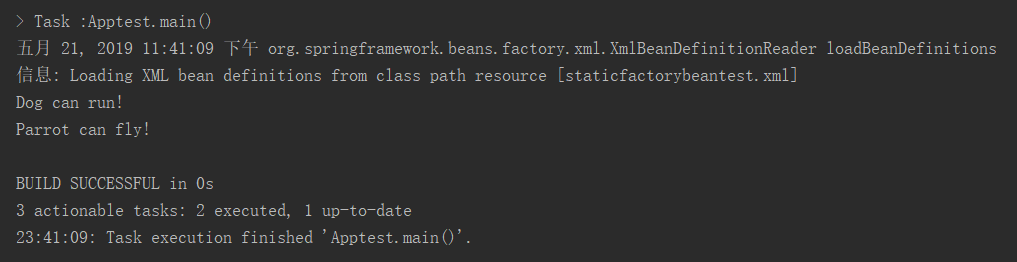 > Task :Apptest.main()
五月 21, 2019 11:41:09 下午 org.springframework.beans.factory.xml.XmlBeanDefinitionReader loadBeanDefinitions
信息: Loading XML bean definitions from class path resource [staticfactorybeantest.xml]
Dog can run!
Parrot can fly!
BUILD SUCCESSFUL in 0s
3 actionable tasks: 2 executed, 1 up-to-date
23:41:09: Task execution finished 'Apptest.main()'.